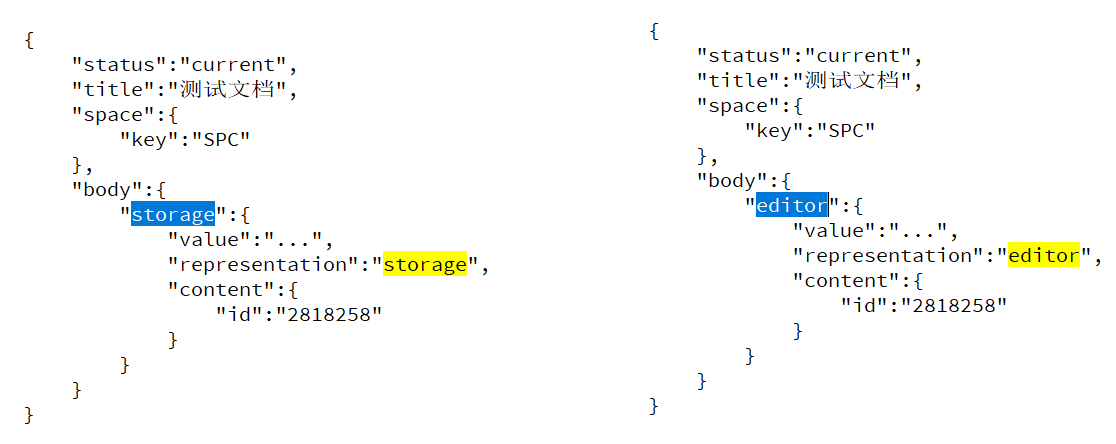 {
    "status":"current",
    "title":"测试文档",
    "space":{
        "key":"SPC"
    },
    "body":{
        "storage":{
            "value":"...",
            "representation":"storage",
            "content":{
                "id":"2818258"
            }
        }
    }
}
{
    "status":"current",
    "title":"测试文档",
    "space":{
        "key":"SPC"
    },
    "body":{
        "editor":{
            "value":"...",
            "representation":"editor",
            "content":{
                "id":"2818258"
            }
        }
    }
}